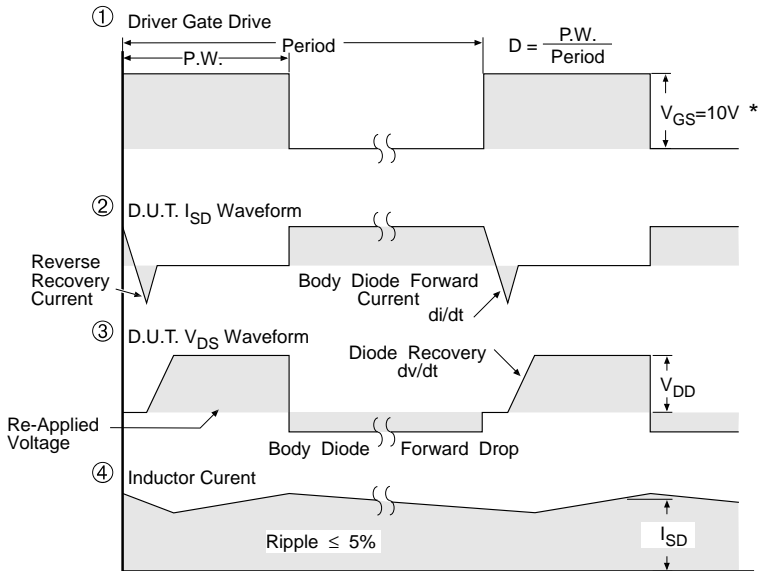 ① Driver Gate Drive
Period
P.W.
D = P.W.
Period
V_GS=10V *
② D.U.T. I_SD Waveform
Reverse
Recovery
Current
Body Diode Forward
Current
di/dt
③ D.U.T. V_DS Waveform
Diode Recovery
dv/dt
V_DD
Re-Applied
Voltage
Body Diode Forward Drop
④ Inductor Curent
Ripple ≤ 5%
I_SD